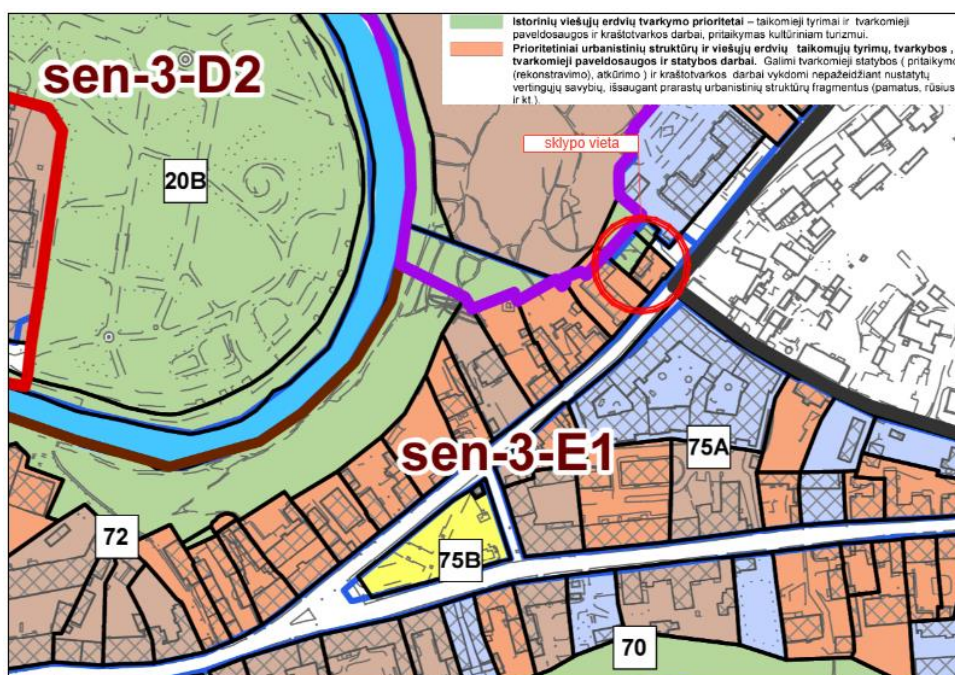 Istorinių viešųjų erdvių tvarkymo prioritetai – taikomieji tyrimai ir tvarkomieji
paveldosaugos ir kraštotvarkos darbai, pritaikymas kultūriniam turizmui.
Prioritetiniai urbanistinių struktūrų ir viešųjų erdvių taikomųjų tyrimų, tvarkybos ,
tvarkomieji paveldosaugos ir statybos darbai. Galimi tvarkomieji statybos ( pritaikymo
(rekonstravimo), atkūrimo ) ir kraštotvarkos darbai vykdomi nepažeidžiant nustatytų
vertingųjų savybių, išsaugant prarastų urbanistinių struktūrų fragmentus (pamatus, rūsius
ir kt ).
sen-3-D2
sklypo vieta
20B
sen-3-E1
75A
72
75B
70